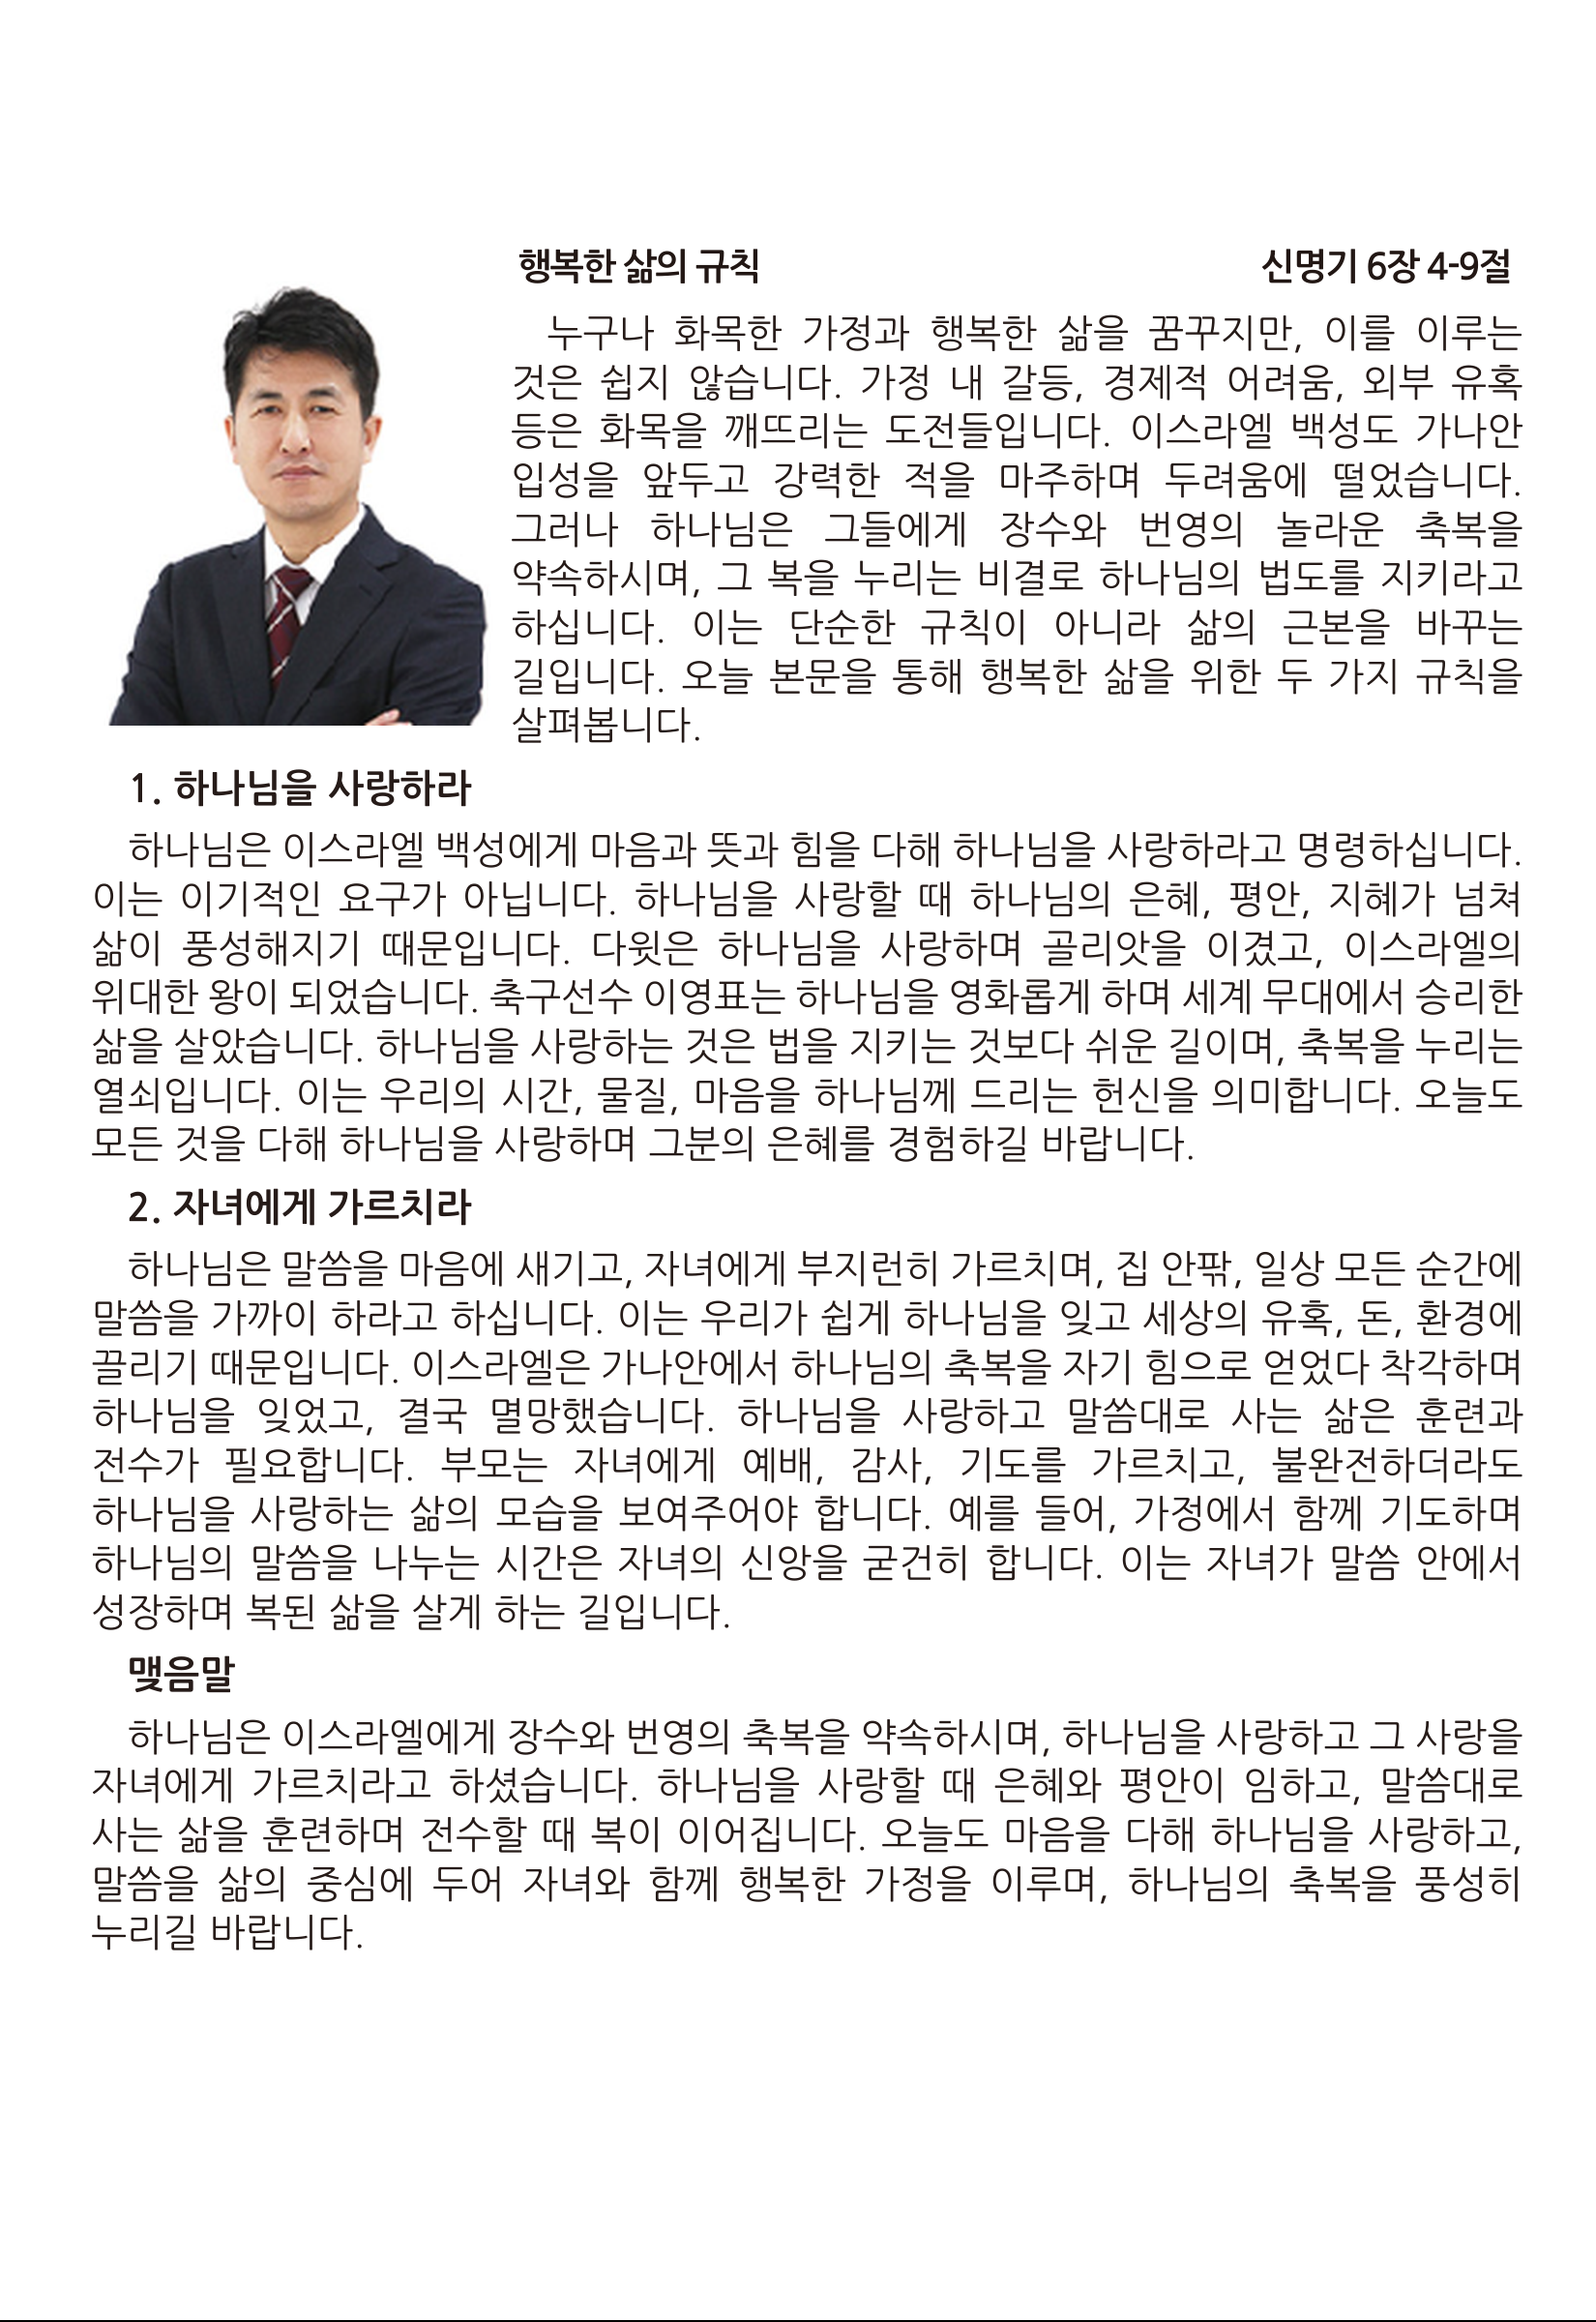 행복한 삶의 규칙 신명기 6장 4-9절
누구나 화목한 가정과 행복한 삶을 꿈꾸지만, 이를 이루는
것은 쉽지 않습니다. 가정 내 갈등, 경제적 어려움, 외부 유혹
등은 화목을 깨뜨리는 도전들입니다. 이스라엘 백성도 가나안
입성을 앞두고 강력한 적을 마주하며 두려움에 떨었습니다.
그러나 하나님은 그들에게 장수와 번영의 놀라운 축복을
약속하시며, 그 복을 누리는 비결로 하나님의 법도를 지키라고
하십니다. 이는 단순한 규칙이 아니라 삶의 근본을 바꾸는
길입니다. 오늘 본문을 통해 행복한 삶을 위한 두 가지 규칙을
살펴봅니다.
1. 하나님을 사랑하라
하나님은 이스라엘 백성에게 마음과 뜻과 힘을 다해 하나님을 사랑하라고 명령하십니다.
이는 이기적인 요구가 아닙니다. 하나님을 사랑할 때 하나님의 은혜, 평안, 지혜가 넘쳐
삶이 풍성해지기 때문입니다. 다윗은 하나님을 사랑하며 골리앗을 이겼고, 이스라엘의
위대한 왕이 되었습니다. 축구선수 이영표는 하나님을 영화롭게 하며 세계 무대에서 승리한
삶을 살았습니다. 하나님을 사랑하는 것은 법을 지키는 것보다 쉬운 길이며, 축복을 누리는
열쇠입니다. 이는 우리의 시간, 물질, 마음을 하나님께 드리는 헌신을 의미합니다. 오늘도
모든 것을 다해 하나님을 사랑하며 그분의 은혜를 경험하길 바랍니다.
2. 자녀에게 가르치라
하나님은 말씀을 마음에 새기고, 자녀에게 부지런히 가르치며, 집 안팎, 일상 모든 순간에
말씀을 가까이 하라고 하십니다. 이는 우리가 쉽게 하나님을 잊고 세상의 유혹, 돈, 환경에
끌리기 때문입니다. 이스라엘은 가나안에서 하나님의 축복을 자기 힘으로 얻었다 착각하며
하나님을 잊었고, 결국 멸망했습니다. 하나님을 사랑하고 말씀대로 사는 삶은 훈련과
전수가 필요합니다. 부모는 자녀에게 예배, 감사, 기도를 가르치고, 불완전하더라도
하나님을 사랑하는 삶의 모습을 보여주어야 합니다. 예를 들어, 가정에서 함께 기도하며
하나님의 말씀을 나누는 시간은 자녀의 신앙을 굳건히 합니다. 이는 자녀가 말씀 안에서
성장하며 복된 삶을 살게 하는 길입니다.
맺음말
하나님은 이스라엘에게 장수와 번영의 축복을 약속하시며, 하나님을 사랑하고 그 사랑을
자녀에게 가르치라고 하셨습니다. 하나님을 사랑할 때 은혜와 평안이 임하고, 말씀대로
사는 삶을 훈련하며 전수할 때 복이 이어집니다. 오늘도 마음을 다해 하나님을 사랑하고,
말씀을 삶의 중심에 두어 자녀와 함께 행복한 가정을 이루며, 하나님의 축복을 풍성히
누리길 바랍니다.